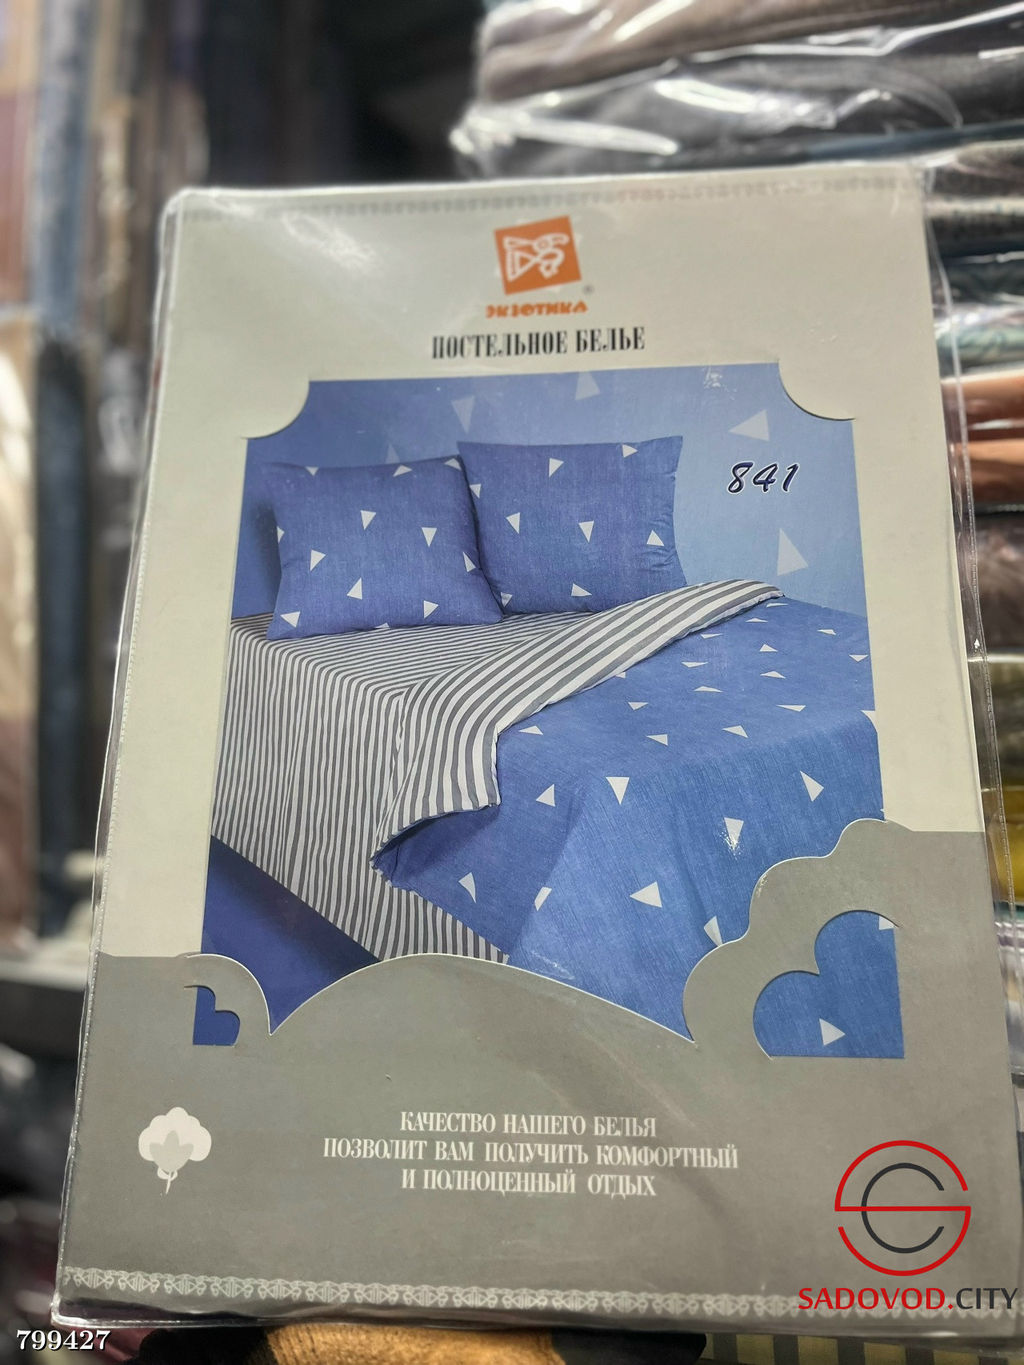 ЭКЗОТИКА ®
ПОСТЕЛЬНОЕ БЕЛЬЕ
841
КАЧЕСТВО НАШЕГО БЕЛЬЯ
ПОЗВОЛИТ ВАМ ПОЛУЧИТЬ КОМФОРТНЫЙ
И ПОЛНОЦЕННЫЙ ОТДЫХ
SADOVOD.CITY
799427